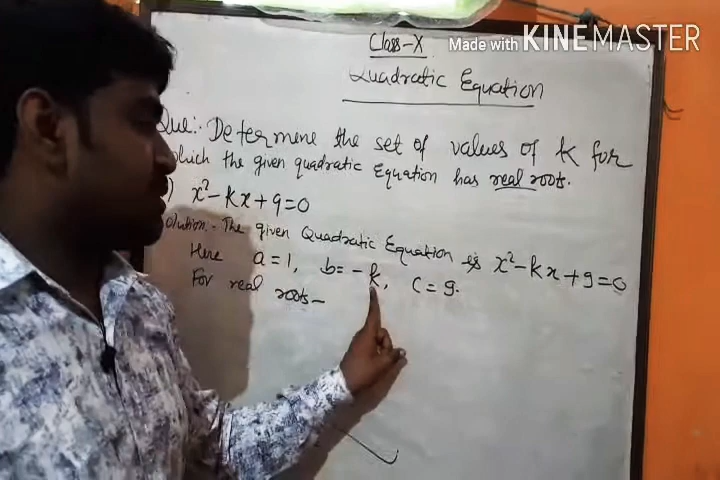 Class-X
Made with KINEMASTER
Quadratic Equation
Que:- Determene the set of values of k for
which the given quadratic Equation has real roots.
) x²-kx+9=0
Solution.- The given Quadratic Equation is x²-kx+9=0
Here a=1, b=-k, c=9.
For real roots-